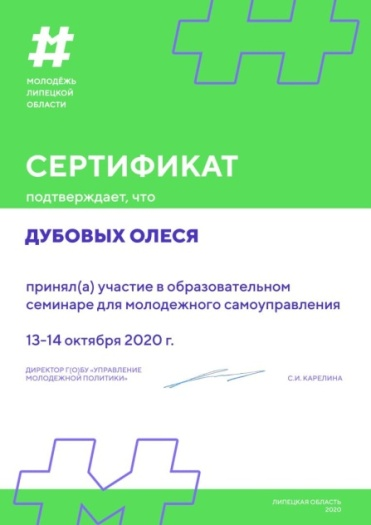 МОЛОДЁЖЬ
ЛИПЕЦКОЙ
ОБЛАСТИ
СЕРТИФИКАТ
подтверждает, что
ДУБОВЫХ ОЛЕСЯ
принял(а) участие в образовательном
семинаре для молодежного самоуправления
13-14 октября 2020 г.
ДИРЕКТОР Г(О)БУ «УПРАВЛЕНИЕ
МОЛОДЕЖНОЙ ПОЛИТИКИ»
С.И. КАРЕЛИНА
ЛИПЕЦКАЯ ОБЛАСТЬ
2020